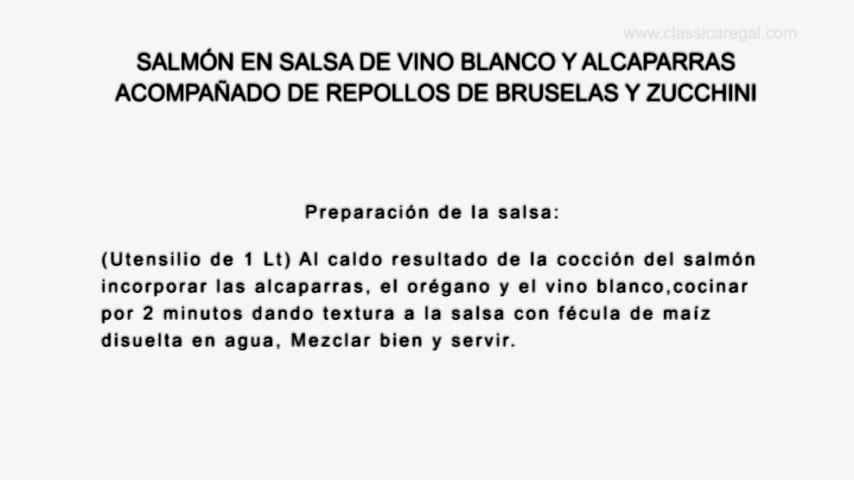 www.classicaregal.com
SALMÓN EN SALSA DE VINO BLANCO Y ALCAPARRAS
ACOMPAÑADO DE REPOLLOS DE BRUSELAS Y ZUCCHINI
Preparación de la salsa:
(Utensilio de 1 Lt) Al caldo resultado de la cocción del salmón
incorporar las alcaparras, el orégano y el vino blanco,cocinar
por 2 minutos dando textura a la salsa con fécula de maíz
disuelta en agua, Mezclar bien y servir.